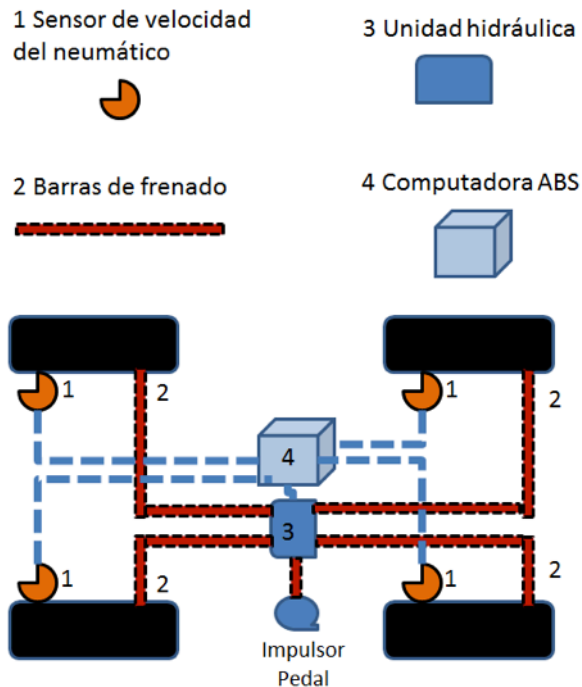 1 Sensor de velocidad
del neumático
3 Unidad hidráulica
2 Barras de frenado
4 Computadora ABS
1
2
1
2
4
3
1
2
1
2
Impulsor
Pedal